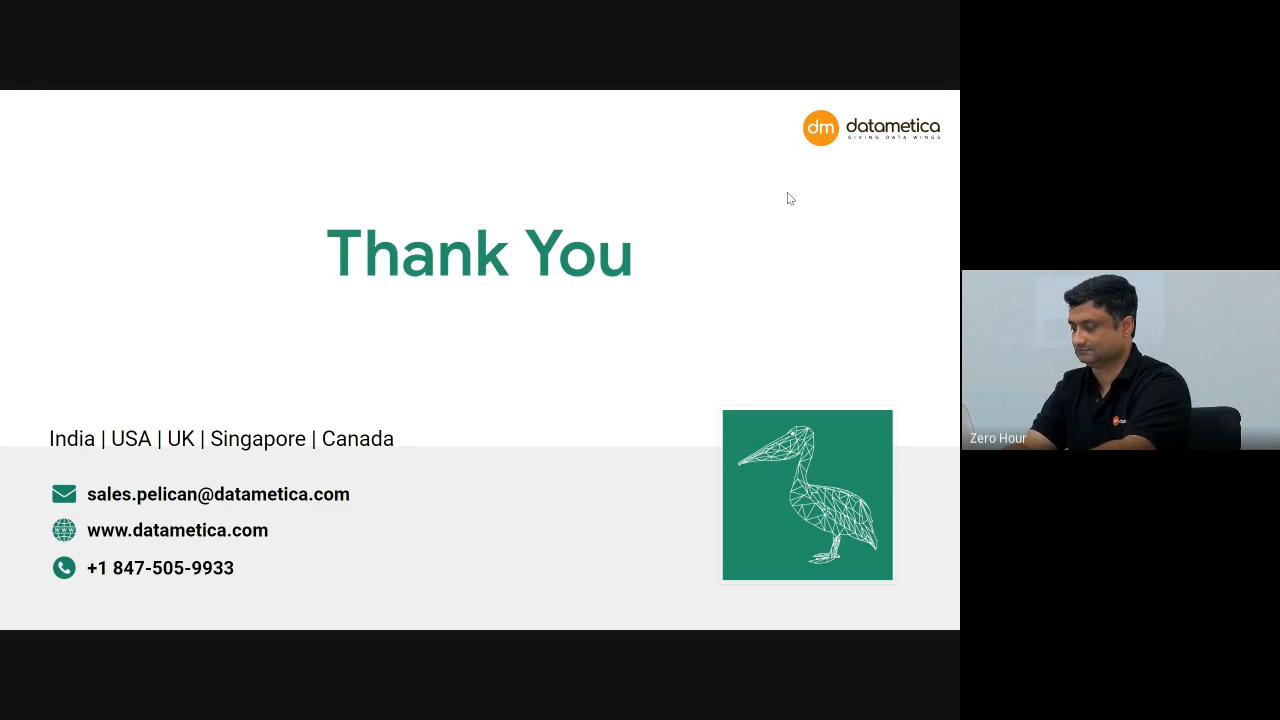 dm datametica
GIVING DATA WINGS
Thank You
India | USA | UK | Singapore | Canada
sales.pelican@datametica.com
www.datametica.com
+1 847-505-9933
Zero Hour